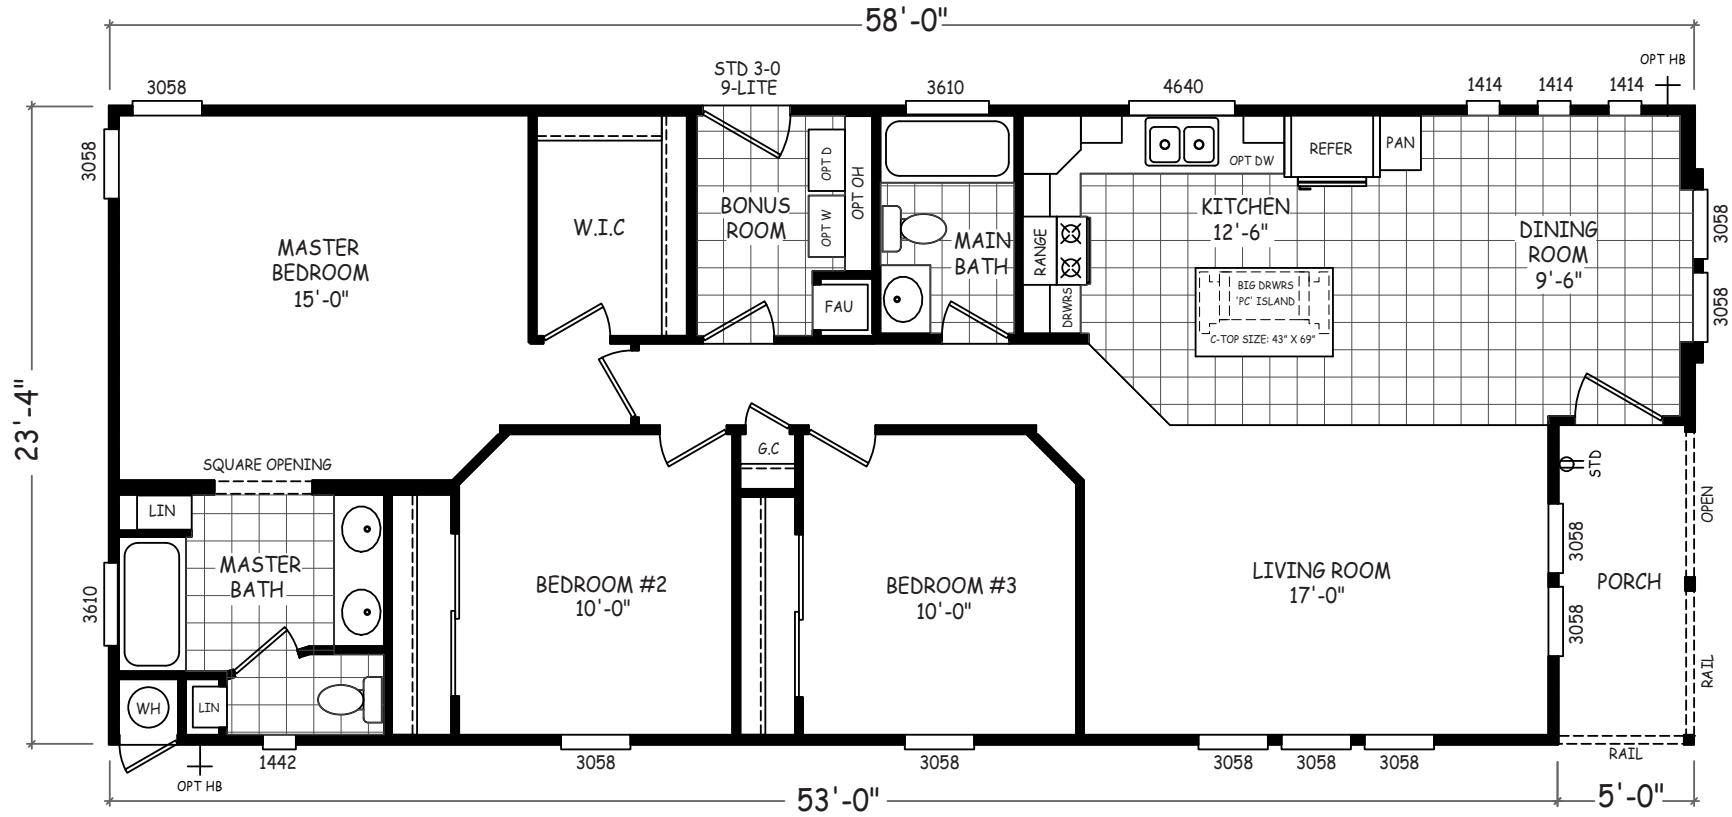 58'-0"
STD 3-0
9-LITE
OPT HB
3058
3610
4640
1414
1414
1414
3058
OPT D
OPT W
OPT OH
FAU
BONUS
ROOM
W.I.C
MASTER
BEDROOM
15'-0"
MAIN
BATH
RANGE
DRWRS
OPT DW
REFER
PAN
KITCHEN
12'-6"
BIG DRWRS
'PC' ISLAND
C-TOP SIZE: 43" X 69"
DINING
ROOM
9'-6"
3058
3058
23'-4"
SQUARE OPENING
LIN
MASTER
BATH
3610
WH
LIN
G.C
BEDROOM #2
10'-0"
BEDROOM #3
10'-0"
LIVING ROOM
17'-0"
STD
3058
3058
PORCH
OPEN
RAIL
RAIL
1442
OPT HB
3058
3058
3058
3058
3058
53'-0"
5'-0"